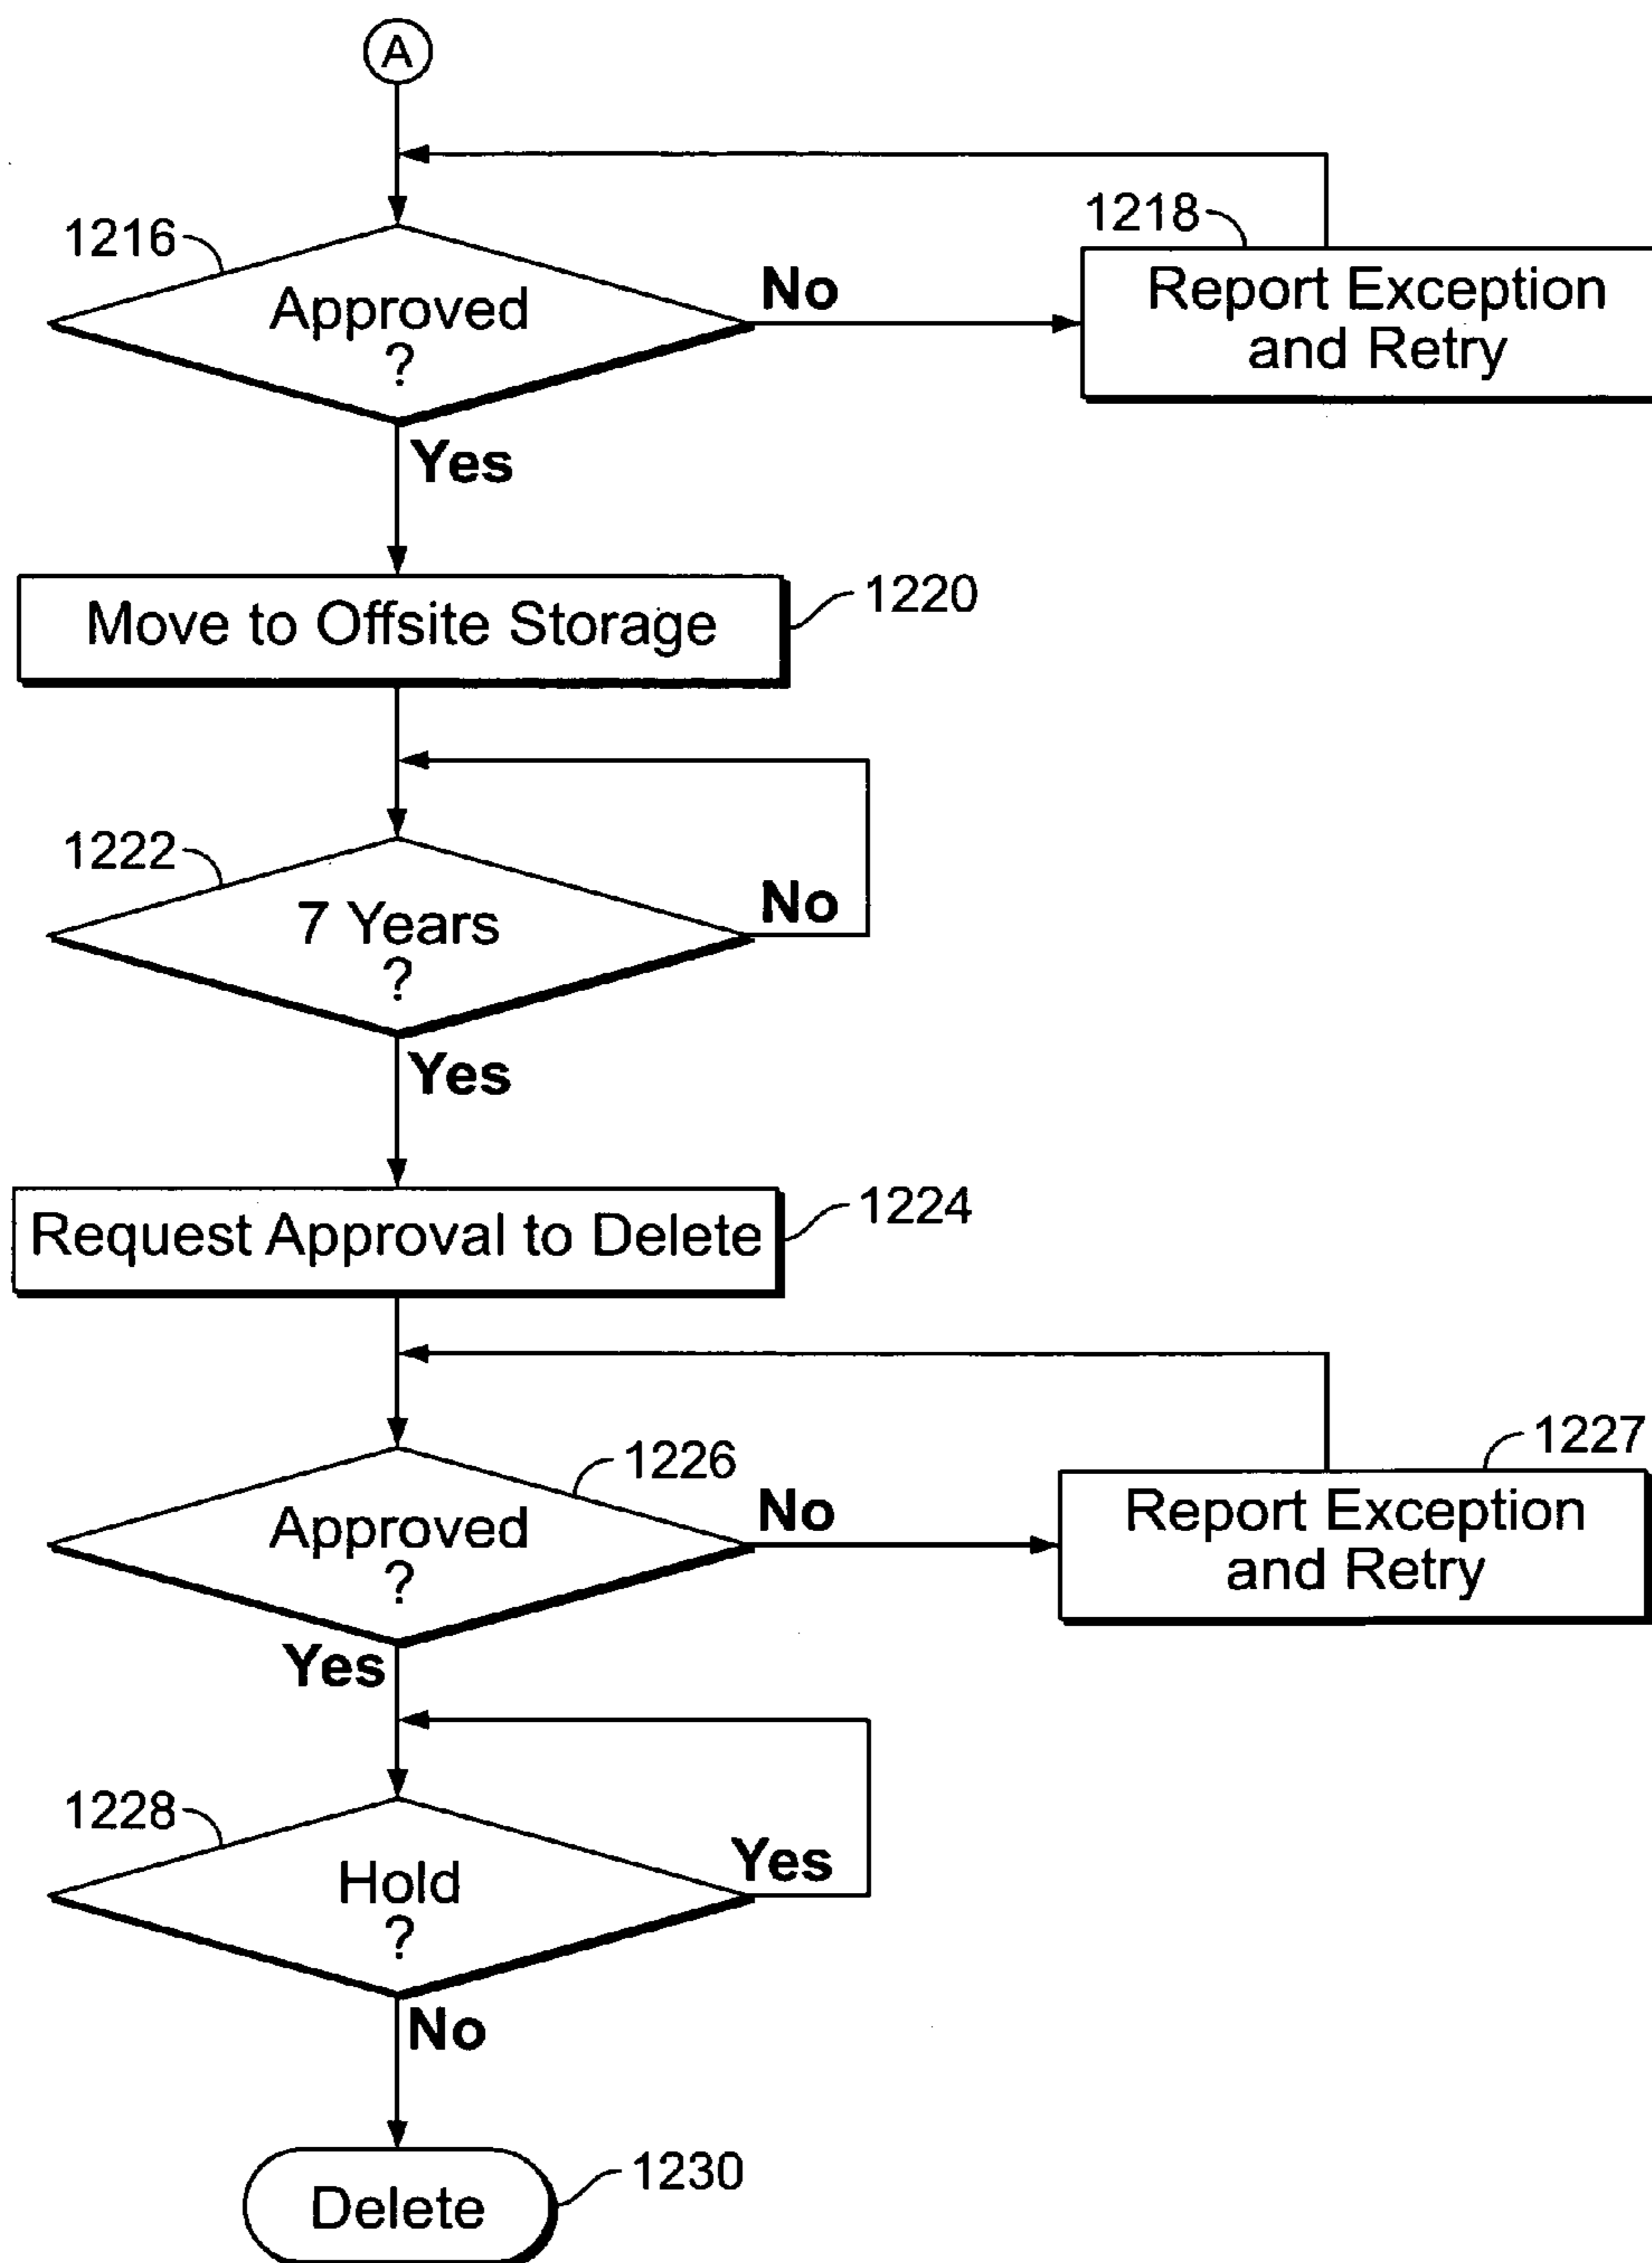 A
1216
Approved
?
No
1218
Report Exception
and Retry
Yes
Move to Offsite Storage
1220
1222
7 Years
?
No
Yes
Request Approval to Delete
1224
1226
Approved
?
No
1227
Report Exception
and Retry
Yes
1228
Hold
?
Yes
No
Delete
1230